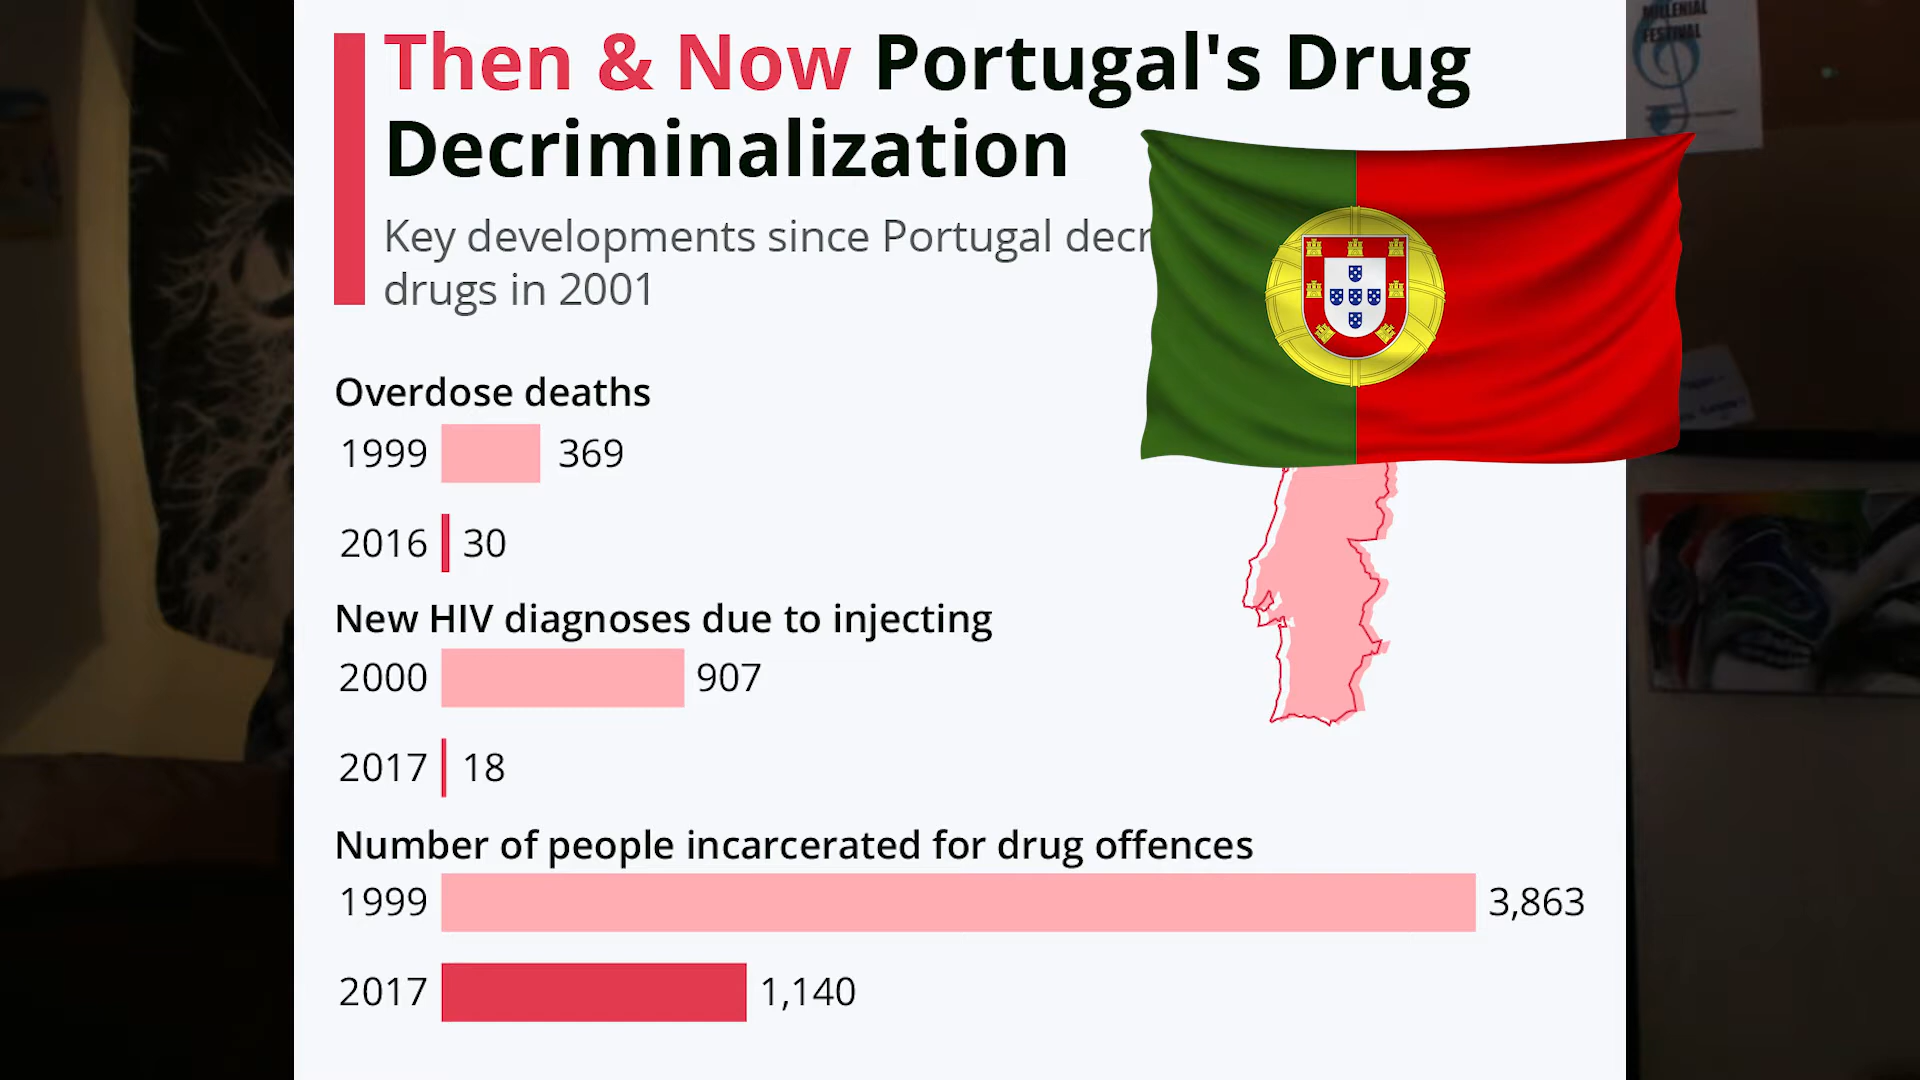 Then & Now Portugal's Drug
Decriminalization
Key developments since Portugal decr
drugs in 2001
Overdose deaths
1999 369
2016 30
New HIV diagnoses due to injecting
2000 907
2017 18
Number of people incarcerated for drug offences
1999 3,863
2017 1,140
MILLENIAL
FESTIVAL